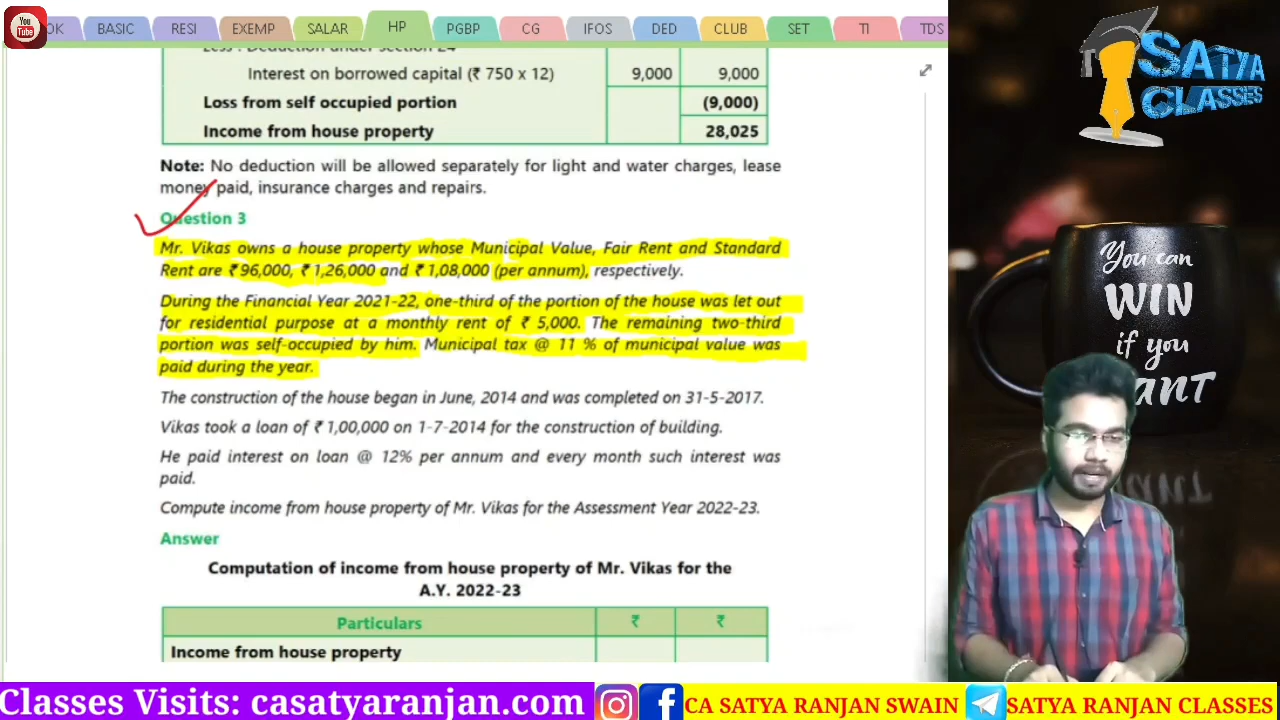 You
Tube
OK BASIC RESI EXEMP SALAR HP PGBP CG IFOS DED CLUB SET TI TDS
Less : Deduction under section 24
Interest on borrowed capital (₹ 750 x 12) 9,000 9,000
Loss from self occupied portion (9,000)
Income from house property 28,025
Note: No deduction will be allowed separately for light and water charges, lease
money paid, insurance charges and repairs.
Question 3
Mr. Vikas owns a house property whose Municipal Value, Fair Rent and Standard
Rent are ₹ 96,000, ₹ 1,26,000 and ₹ 1,08,000 (per annum), respectively.
During the Financial Year 2021-22, one-third of the portion of the house was let out
for residential purpose at a monthly rent of ₹ 5,000. The remaining two-third
portion was self-occupied by him. Municipal tax @ 11 % of municipal value was
paid during the year.
The construction of the house began in June, 2014 and was completed on 31-5-2017.
Vikas took a loan of ₹ 1,00,000 on 1-7-2014 for the construction of building.
He paid interest on loan @ 12% per annum and every month such interest was
paid.
Compute income from house property of Mr. Vikas for the Assessment Year 2022-23.
Answer
Computation of income from house property of Mr. Vikas for the
A.Y. 2022-23
Particulars ₹ ₹
Income from house property
SATYA
CLASSES
You can
WIN
if you
WANT
Classes Visits: casatyaranjan.com CA SATYA RANJAN SWAIN SATYA RANJAN CLASSES